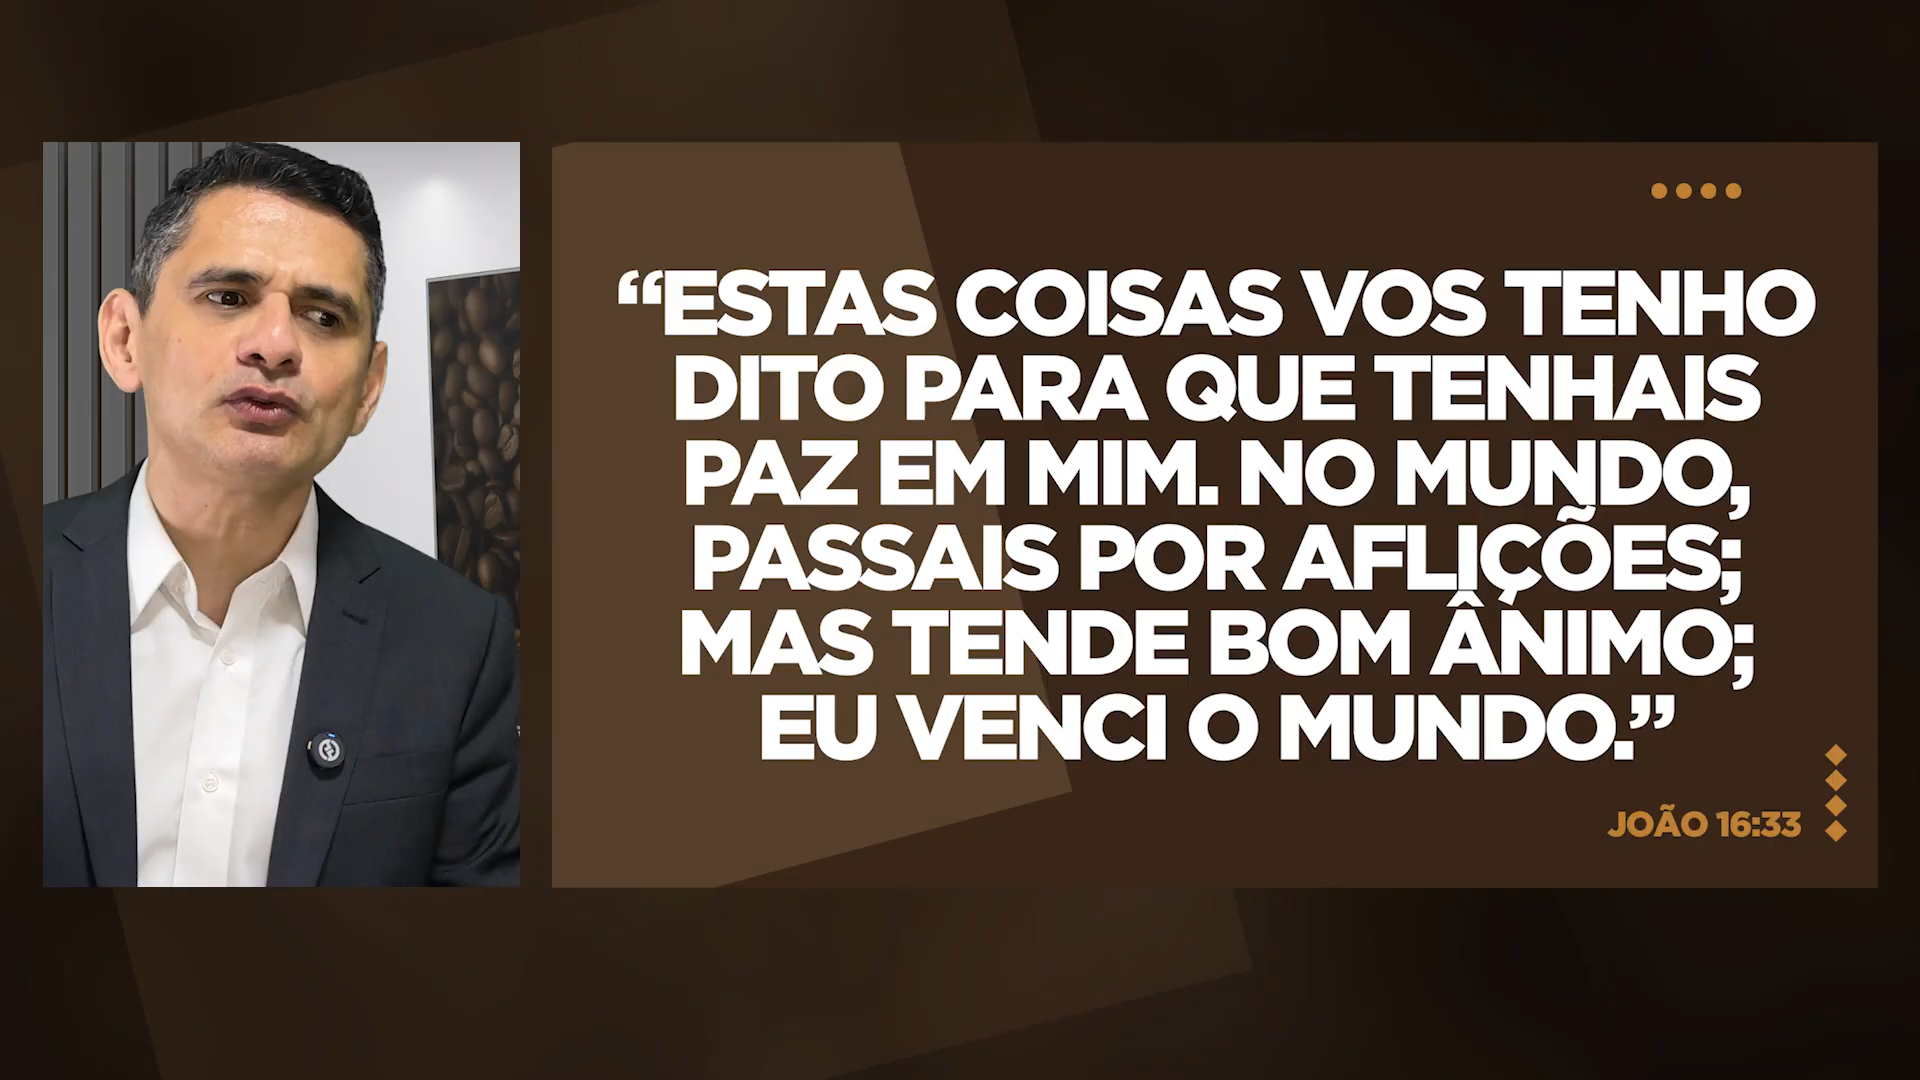 “ESTAS COISAS VOS TENHO
DITO PARA QUE TENHAIS
PAZ EM MIM. NO MUNDO,
PASSAIS POR AFLIÇÕES;
MAS TENDE BOM ÂNIMO;
EU VENCI O MUNDO.”
JOÃO 16:33